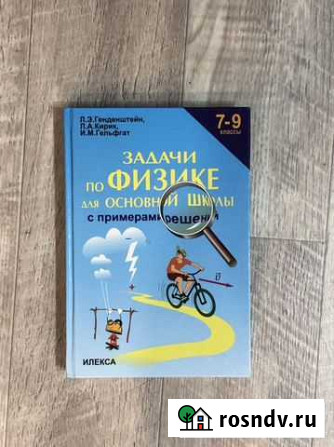 Л.Э.Генденштейн,
Л.А.Кирик,
И.М.Гельфгат
7-9
КЛАССЫ
ЗАДАЧИ
ПО ФИЗИКЕ
ДЛЯ ОСНОВНОЙ ШКОЛЫ
с примерами решений
υ
ИЛЕКСА
rosndv.ru